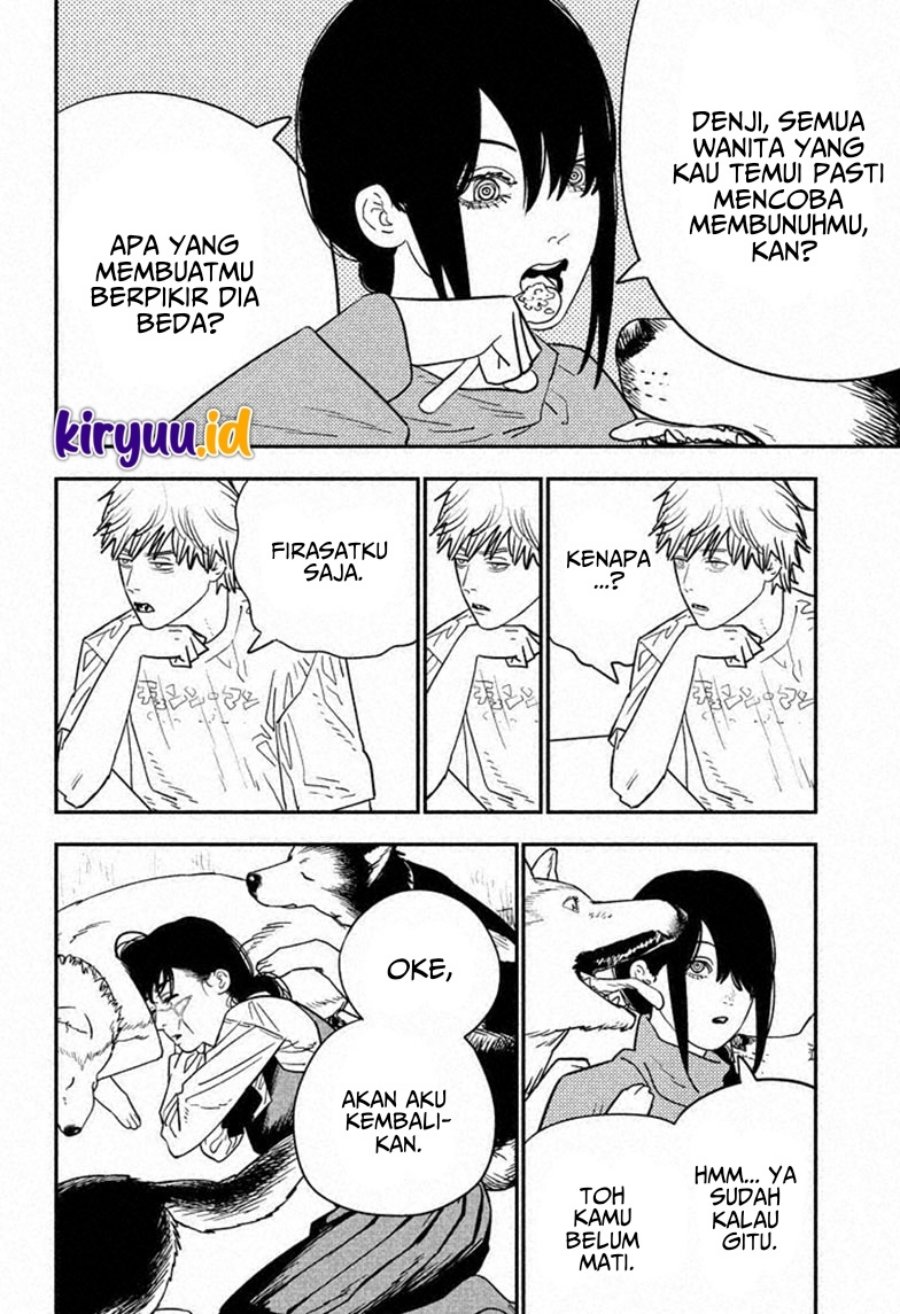 DENJI, SEMUA
WANITA YANG
KAU TEMUI PASTI
MENCOBA
MEMBUNUHMU,
KAN?
APA YANG
MEMBUATMU
BERPIKIR DIA
BEDA?
kiryuu.id
KENAPA
...?
FIRASATKU
SAJA.
HMM... YA
SUDAH
KALAU
GITU.
TOH
KAMU
BELUM
MATI.
OKE,
AKAN AKU
KEMBALI-
KAN.